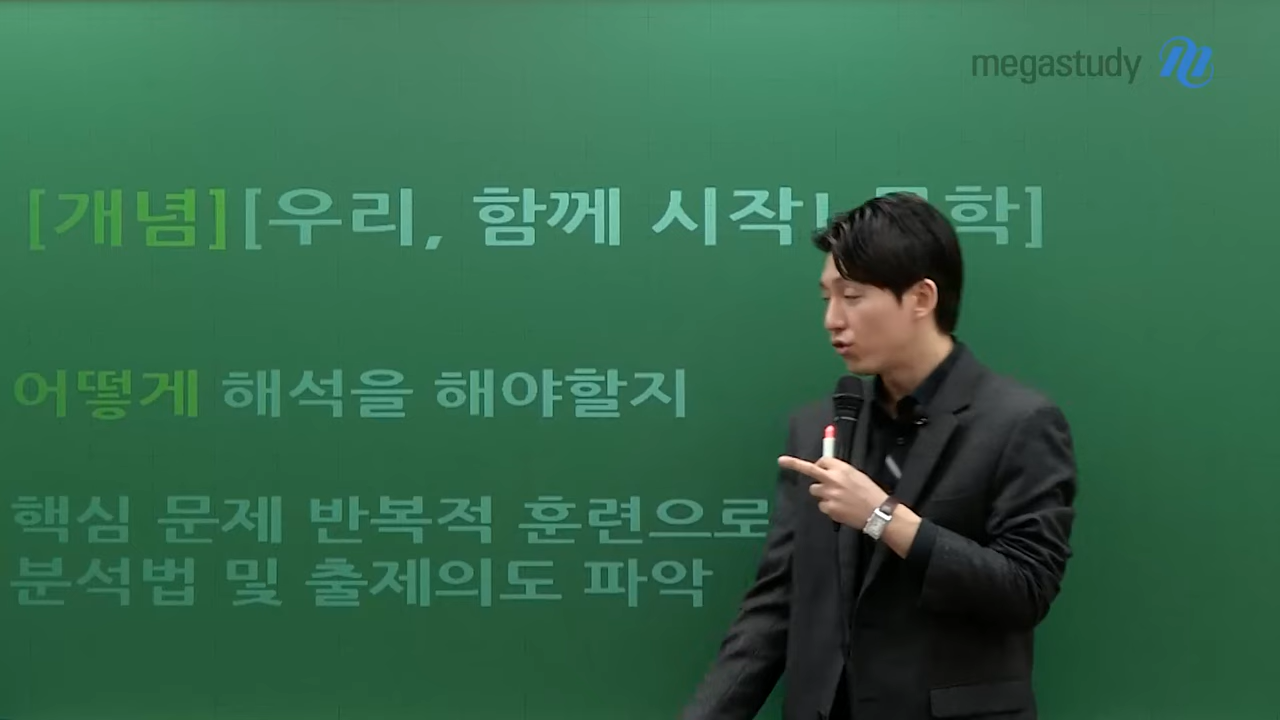 megastudy
[개념][우리, 함께 시작! 학]
어떻게 해석을 해야할지
핵심 문제 반복적 훈련으로
분석법 및 출제의도 파악